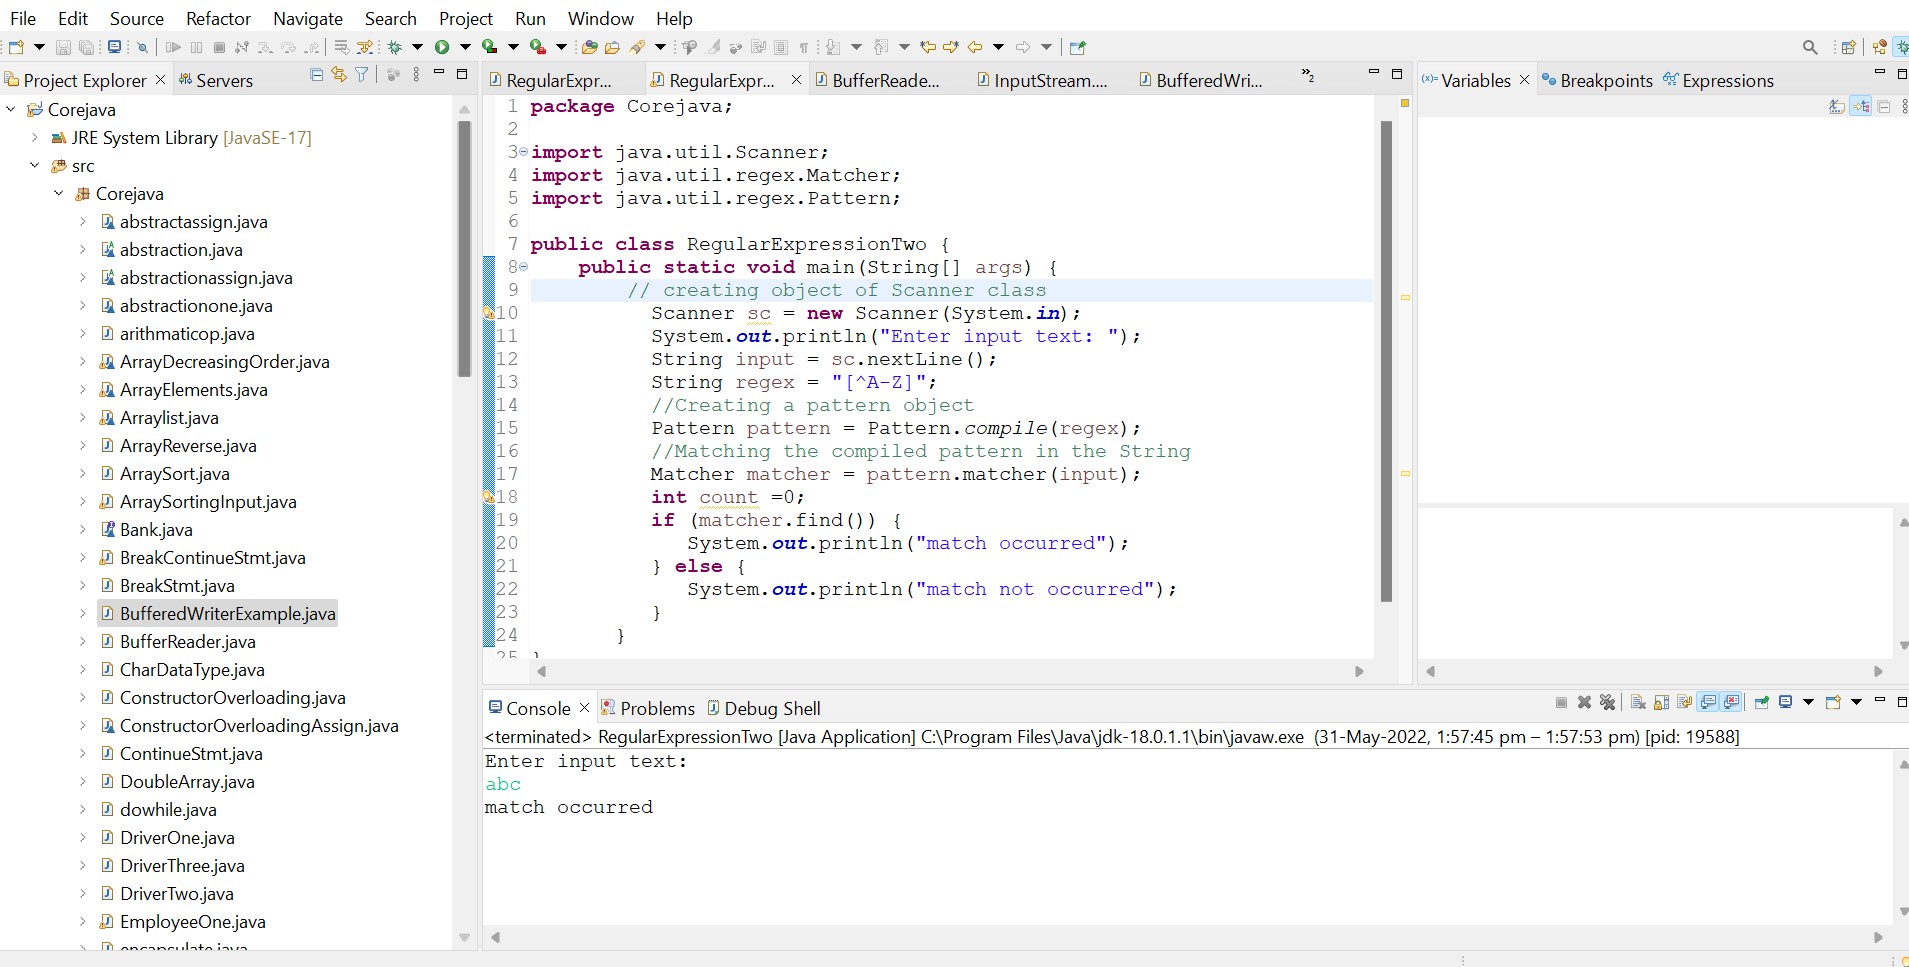 File Edit Source Refactor Navigate Search Project Run Window Help
Project Explorer
Servers
Corejava
JRE System Library [JavaSE-17]
src
Corejava
abstractassign.java
abstraction.java
abstractionassign.java
abstractionone.java
arithmaticop.java
ArrayDecreasingOrder.java
ArrayElements.java
Arraylist.java
ArrayReverse.java
ArraySort.java
ArraySortingInput.java
Bank.java
BreakContinueStmt.java
BreakStmt.java
BufferedWriterExample.java
BufferReader.java
CharDataType.java
ConstructorOverloading.java
ConstructorOverloadingAssign.java
ContinueStmt.java
DoubleArray.java
dowhile.java
DriverOne.java
DriverThree.java
DriverTwo.java
EmployeeOne.java
encapsulate.java
RegularExpr... RegularExpr... BufferReade... InputStream.... BufferedWri... »2
1 package Corejava;
2
3 import java.util.Scanner;
4 import java.util.regex.Matcher;
5 import java.util.regex.Pattern;
6
7 public class RegularExpressionTwo {
8 public static void main(String[] args) {
9 // creating object of Scanner class
10 Scanner sc = new Scanner(System.in);
11 System.out.println("Enter input text: ");
12 String input = sc.nextLine();
13 String regex = "[^A-Z]";
14 //Creating a pattern object
15 Pattern pattern = Pattern.compile(regex);
16 //Matching the compiled pattern in the String
17 Matcher matcher = pattern.matcher(input);
18 int count =0;
19 if (matcher.find()) {
20 System.out.println("match occurred");
21 } else {
22 System.out.println("match not occurred");
23 }
24 }
25 }
(x)= Variables Breakpoints Expressions
Console Problems Debug Shell
<terminated> RegularExpressionTwo [Java Application] C:\Program Files\Java\jdk-18.0.1.1\bin\javaw.exe (31-May-2022, 1:57:45 pm – 1:57:53 pm) [pid: 19588]
Enter input text:
abc
match occurred